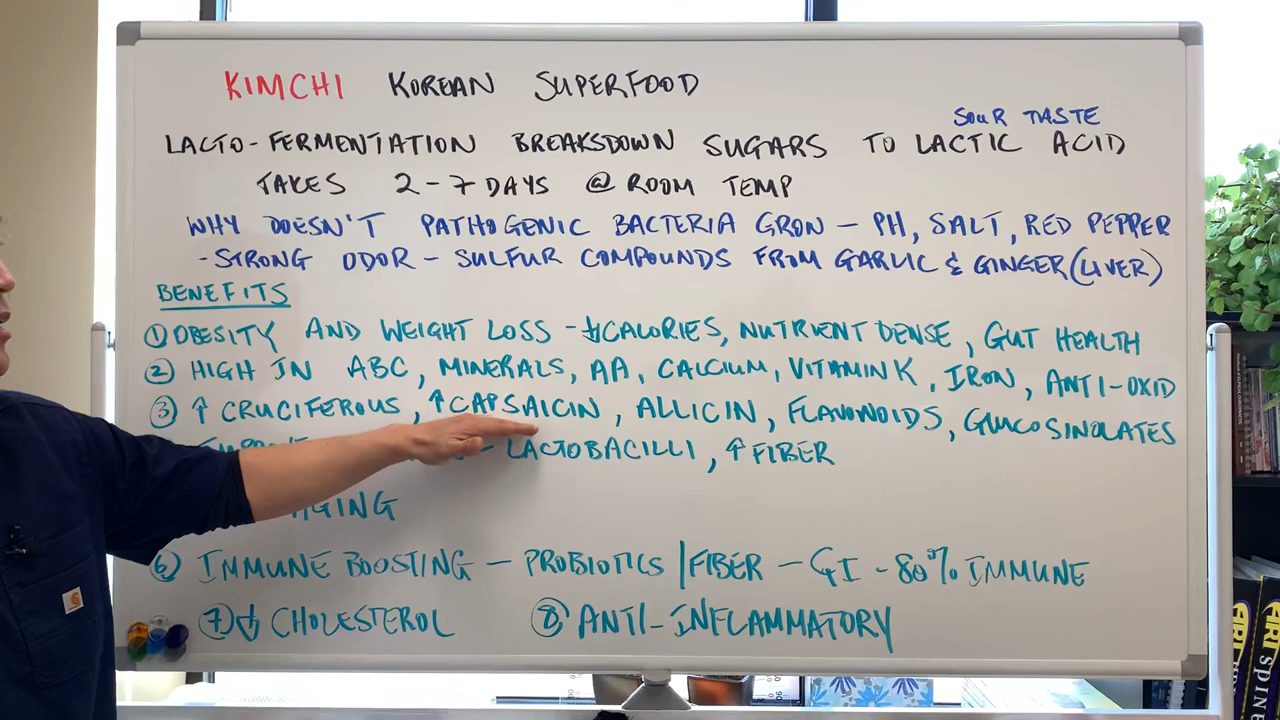 KIMCHI KOREAN SUPERFOOD
SOUR TASTE
LACTO-FERMENTATION BREAKSDOWN SUGARS TO LACTIC ACID
TAKES 2-7 DAYS @ ROOM TEMP
WHY DOESN'T PATHOGENIC BACTERIA GROW - PH, SALT, RED PEPPER
- STRONG ODOR - SULFUR COMPOUNDS FROM GARLIC & GINGER (LIVER)
BENEFITS
① OBESITY AND WEIGHT LOSS - ↓CALORIES, NUTRIENT DENSE, GUT HEALTH
② HIGH IN ABC, MINERALS, AA, CALCIUM, VITAMIN K, IRON, ANTI-OXID
③ ↑ CRUCIFEROUS, ↑CAPSAICIN, ALLICIN, FLAVONOIDS, GLUCOSINOLATES
- LACTOBACILLI, ↑ FIBER
AGING
⑥ IMMUNE BOOSTING - PROBIOTICS / FIBER - GI - 80% IMMUNE
⑦ ↓ CHOLESTEROL ⑧ ANTI-INFLAMMATORY
carhartt